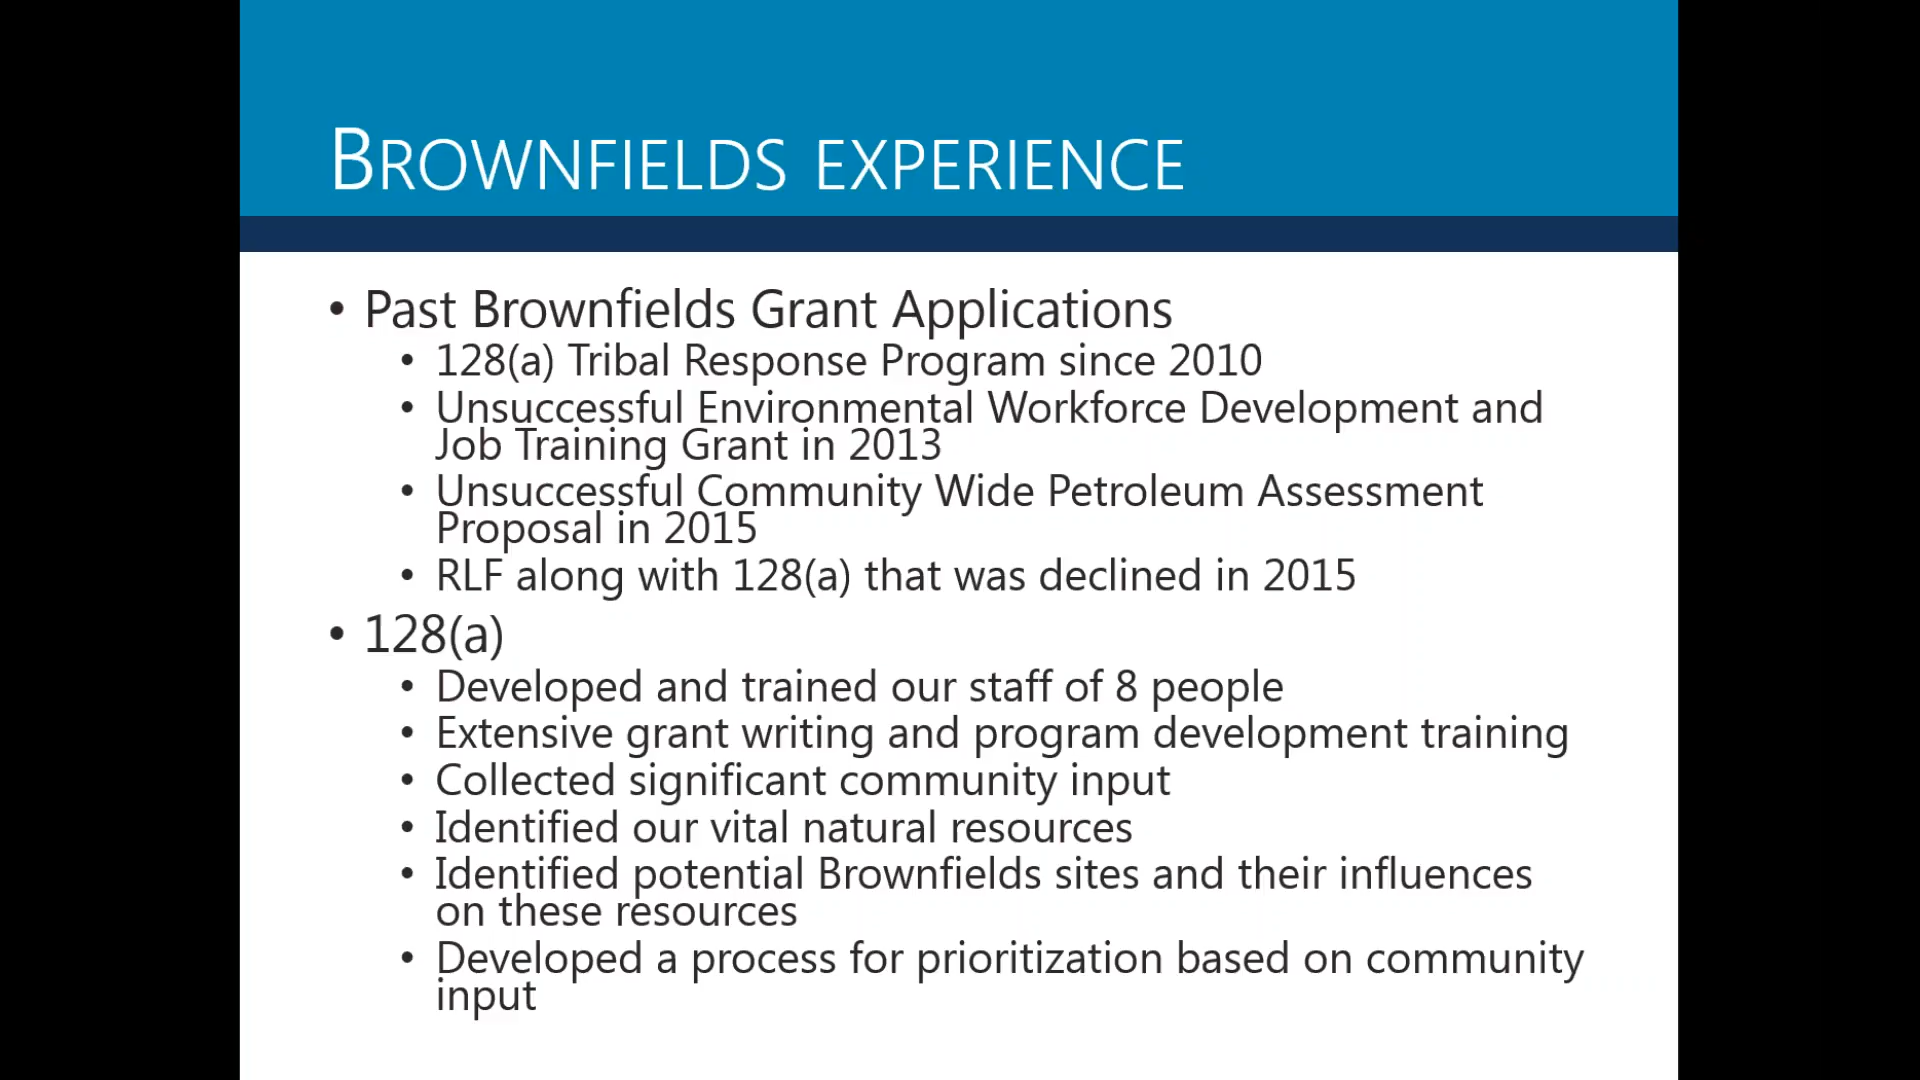 BROWNFIELDS EXPERIENCE
• Past Brownfields Grant Applications
• 128(a) Tribal Response Program since 2010
• Unsuccessful Environmental Workforce Development and
Job Training Grant in 2013
• Unsuccessful Community Wide Petroleum Assessment
Proposal in 2015
• RLF along with 128(a) that was declined in 2015
• 128(a)
• Developed and trained our staff of 8 people
• Extensive grant writing and program development training
• Collected significant community input
• Identified our vital natural resources
• Identified potential Brownfields sites and their influences
on these resources
• Developed a process for prioritization based on community
input